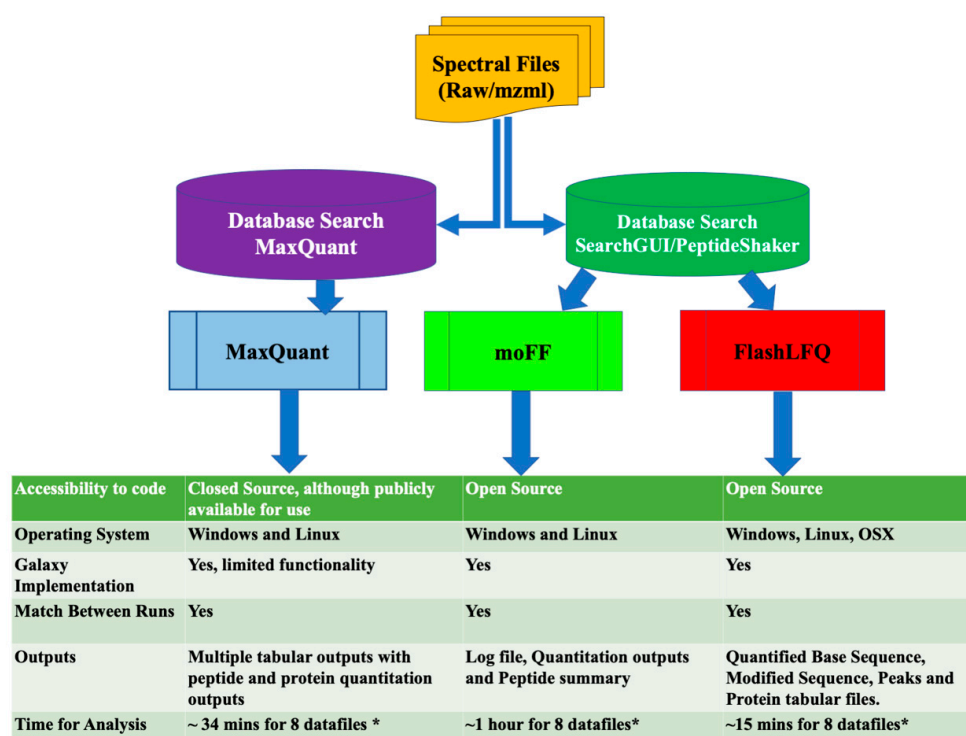 Spectral Files
(Raw/mzml)
Database Search
MaxQuant
Database Search
SearchGUI/PeptideShaker
MaxQuant
moFF
FlashLFQ
Accessibility to code
Closed Source, although publicly
available for use
Open Source
Open Source
Operating System
Windows and Linux
Windows and Linux
Windows, Linux, OSX
Galaxy
Implementation
Yes, limited functionality
Yes
Yes
Match Between Runs
Yes
Yes
Yes
Outputs
Multiple tabular outputs with
peptide and protein quantitation
outputs
Log file, Quantitation outputs
and Peptide summary
Quantified Base Sequence,
Modified Sequence, Peaks and
Protein tabular files.
Time for Analysis
~ 34 mins for 8 datafiles *
~1 hour for 8 datafiles*
~15 mins for 8 datafiles*